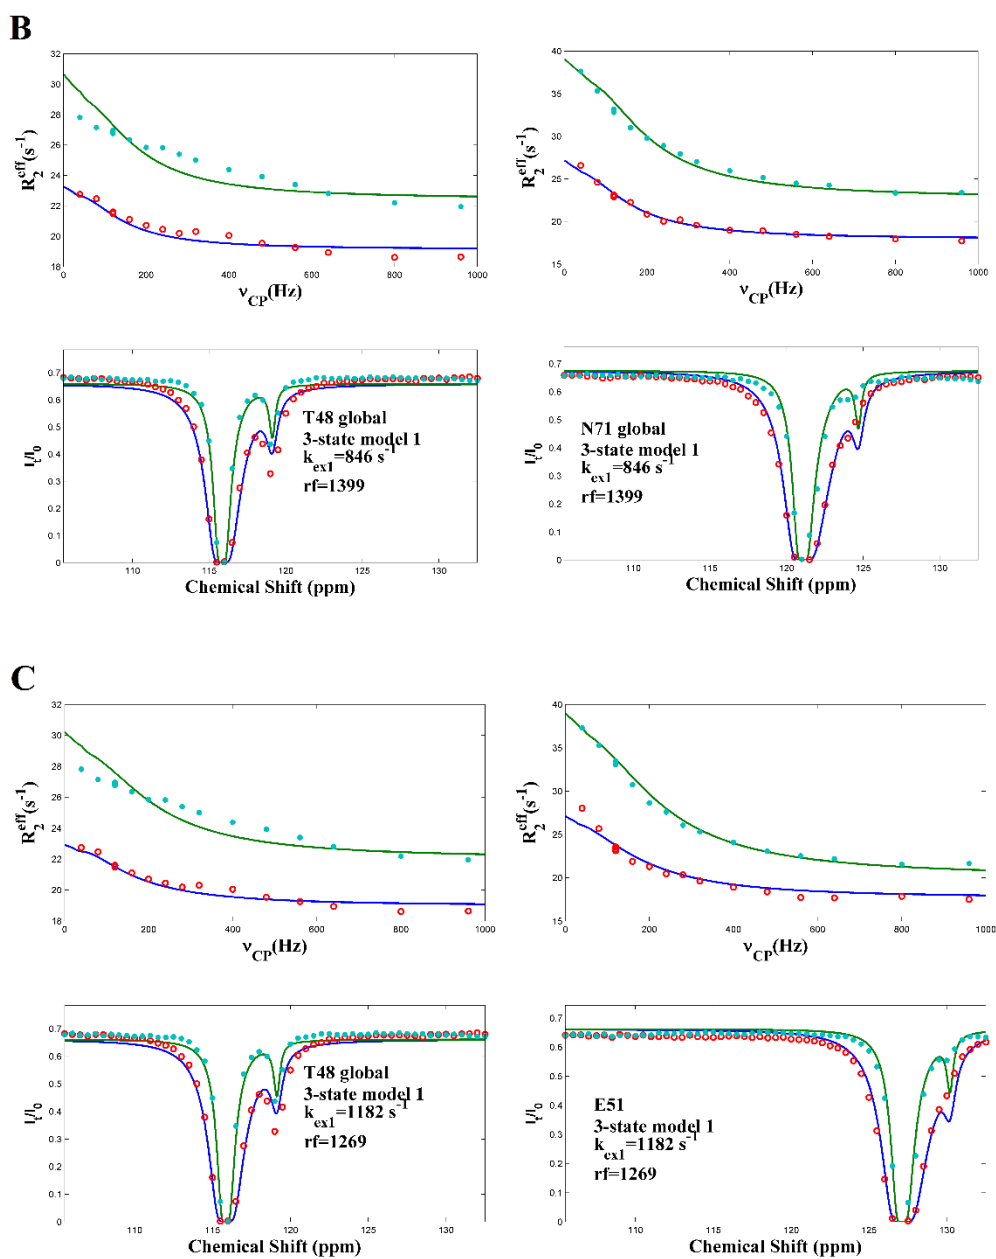 B
32
30
28
26
24
22
20
18
R2^eff(s^-1)
0 200 400 600 800 1000
νCP(Hz)
40
35
30
25
20
15
R2^eff(s^-1)
0 200 400 600 800 1000
νCP(Hz)
0.7
0.6
0.5
0.4
0.3
0.2
0.1
0
It/I0
T48 global
3-state model 1
kex1=846 s^-1
rf=1399
110 115 120 125 130
Chemical Shift (ppm)
0.7
0.6
0.5
0.4
0.3
0.2
0.1
0
It/I0
N71 global
3-state model 1
kex1=846 s^-1
rf=1399
110 115 120 125 130
Chemical Shift (ppm)
C
32
30
28
26
24
22
20
18
R2^eff(s^-1)
0 200 400 600 800 1000
νCP(Hz)
40
35
30
25
20
15
R2^eff(s^-1)
0 200 400 600 800 1000
νCP(Hz)
0.7
0.6
0.5
0.4
0.3
0.2
0.1
0
It/I0
T48 global
3-state model 1
kex1=1182 s^-1
rf=1269
110 115 120 125 130
Chemical Shift (ppm)
0.7
0.6
0.5
0.4
0.3
0.2
0.1
0
It/I0
E51
3-state model 1
kex1=1182 s^-1
rf=1269
110 115 120 125 130
Chemical Shift (ppm)